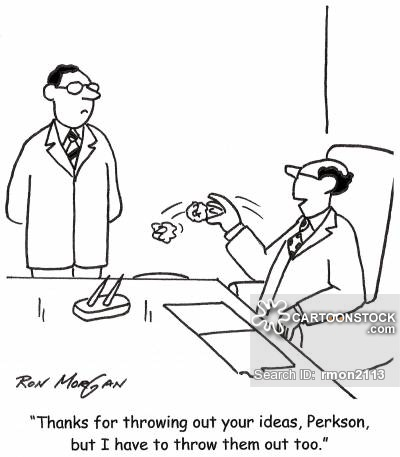 © CARTOONSTOCK
.com
Search ID: rmon2113
RON MORGAN
"Thanks for throwing out your ideas, Perkson,
but I have to throw them out too."